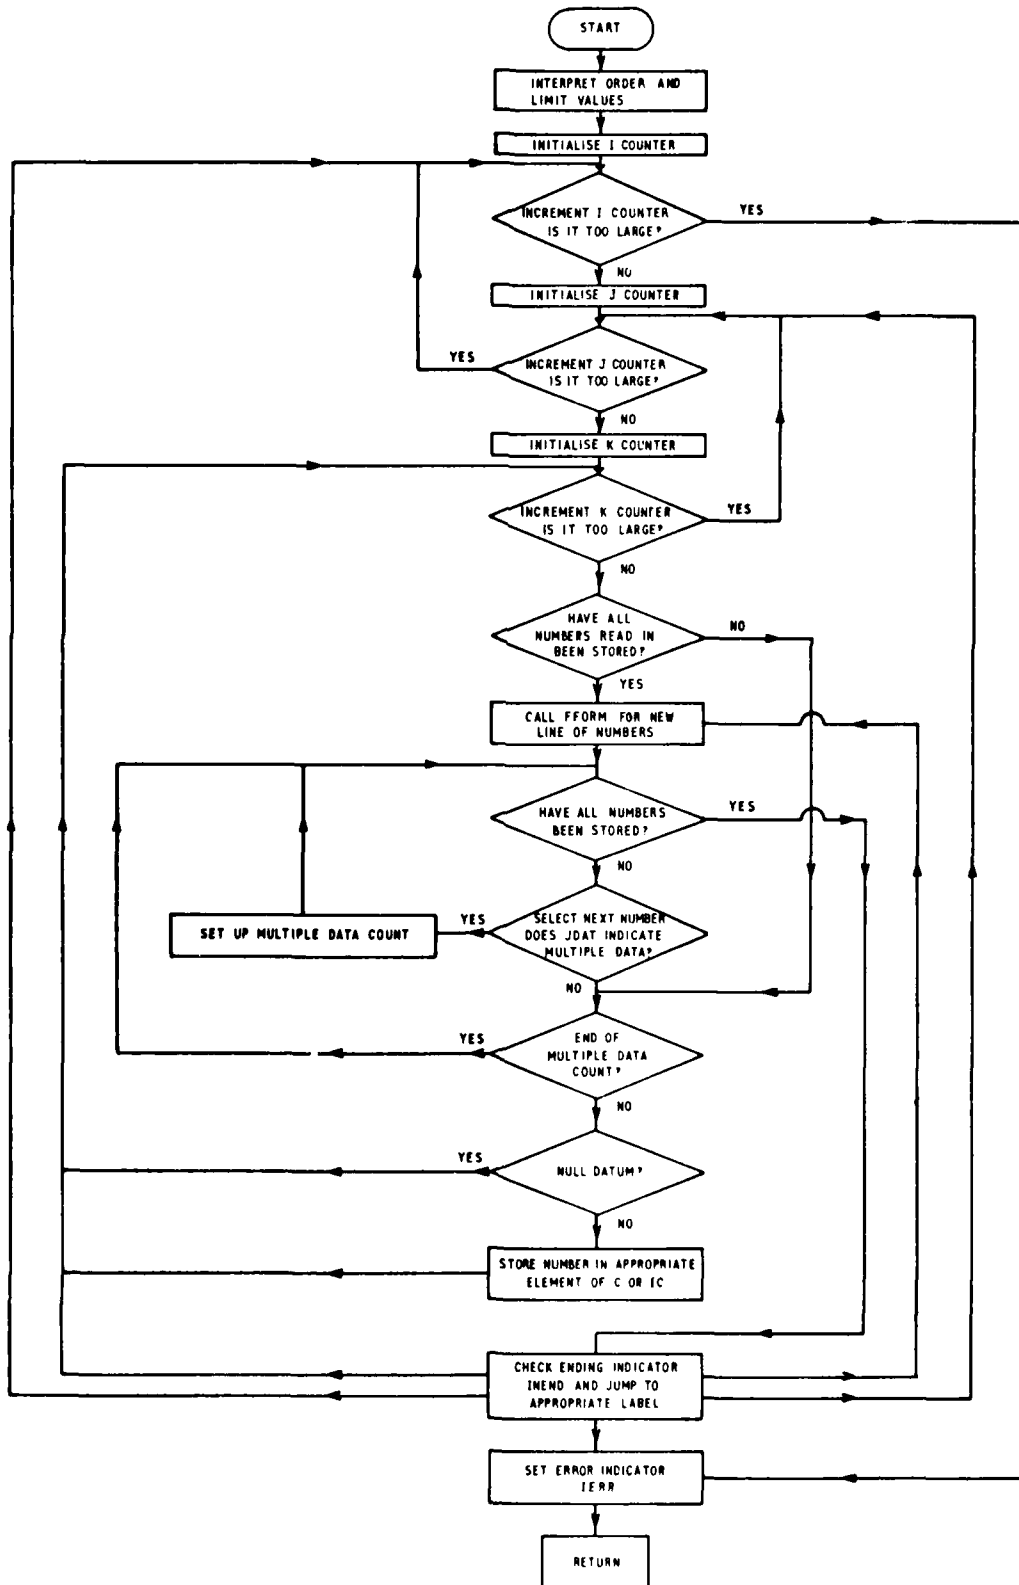 START
INTERPRET ORDER AND
LIMIT VALUES
INITIALISE I COUNTER
INCREMENT I COUNTER
IS IT TOO LARGE?
YES
NO
INITIALISE J COUNTER
YES
INCREMENT J COUNTER
IS IT TOO LARGE?
NO
INITIALISE K COUNTER
INCREMENT K COUNTER
IS IT TOO LARGE?
YES
NO
HAVE ALL
NUMBERS READ IN
BEEN STORED?
NO
YES
CALL FFORM FOR NEW
LINE OF NUMBERS
HAVE ALL NUMBERS
BEEN STORED?
YES
NO
SET UP MULTIPLE DATA COUNT
YES
SELECT NEXT NUMBER
DOES JDAT INDICATE
MULTIPLE DATA?
NO
YES
END OF
MULTIPLE DATA
COUNT?
NO
YES
NULL DATUM?
NO
STORE NUMBER IN APPROPRIATE
ELEMENT OF C OR IC
CHECK ENDING INDICATOR
INEND AND JUMP TO
APPROPRIATE LABEL
SET ERROR INDICATOR
IERR
RETURN